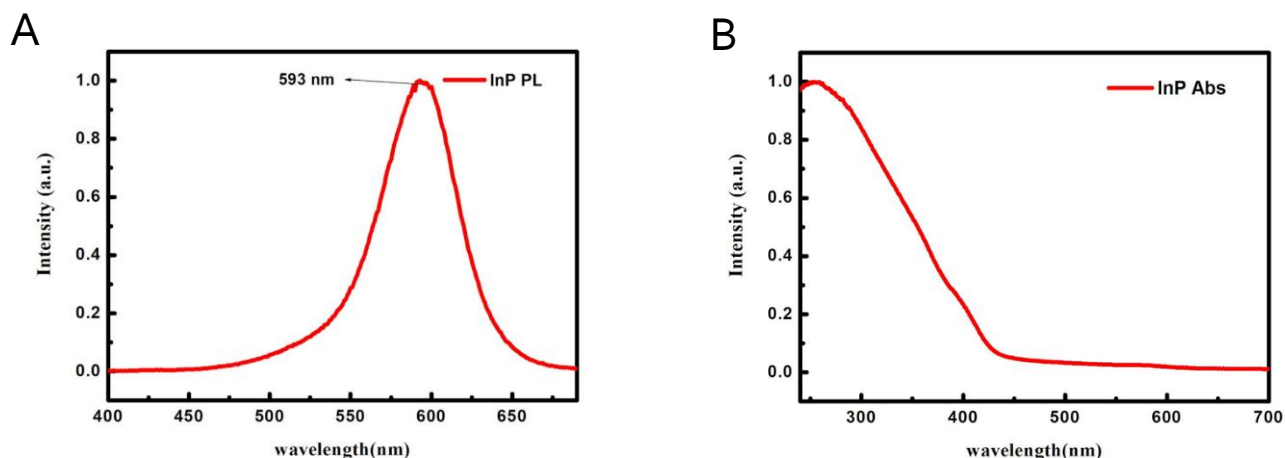 A
593 nm
InP PL
Intensity (a.u.)
1.0
0.8
0.6
0.4
0.2
0.0
400 450 500 550 600 650
wavelength(nm)
B
InP Abs
Intensity (a.u.)
1.0
0.8
0.6
0.4
0.2
0.0
300 400 500 600 700
wavelength(nm)